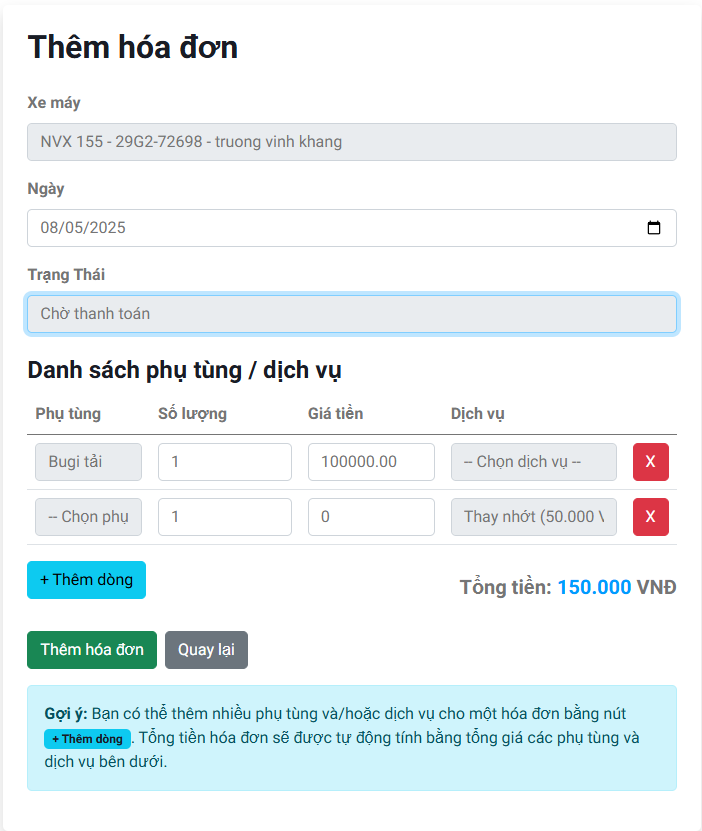 Thêm hóa đơn
Xe máy
NVX 155 - 29G2-72698 - truong vinh khang
Ngày
08/05/2025
Trạng Thái
Chờ thanh toán
Danh sách phụ tùng / dịch vụ
Phụ tùng Số lượng Giá tiền Dịch vụ
Bugi tải 1 100000.00 -- Chọn dịch vụ -- X
-- Chọn phụ 1 0 Thay nhớt (50.000 V X
+ Thêm dòng Tổng tiền: 150.000 VNĐ
Thêm hóa đơn Quay lại
Gợi ý: Bạn có thể thêm nhiều phụ tùng và/hoặc dịch vụ cho một hóa đơn bằng nút
+ Thêm dòng. Tổng tiền hóa đơn sẽ được tự động tính bằng tổng giá các phụ tùng và
dịch vụ bên dưới.